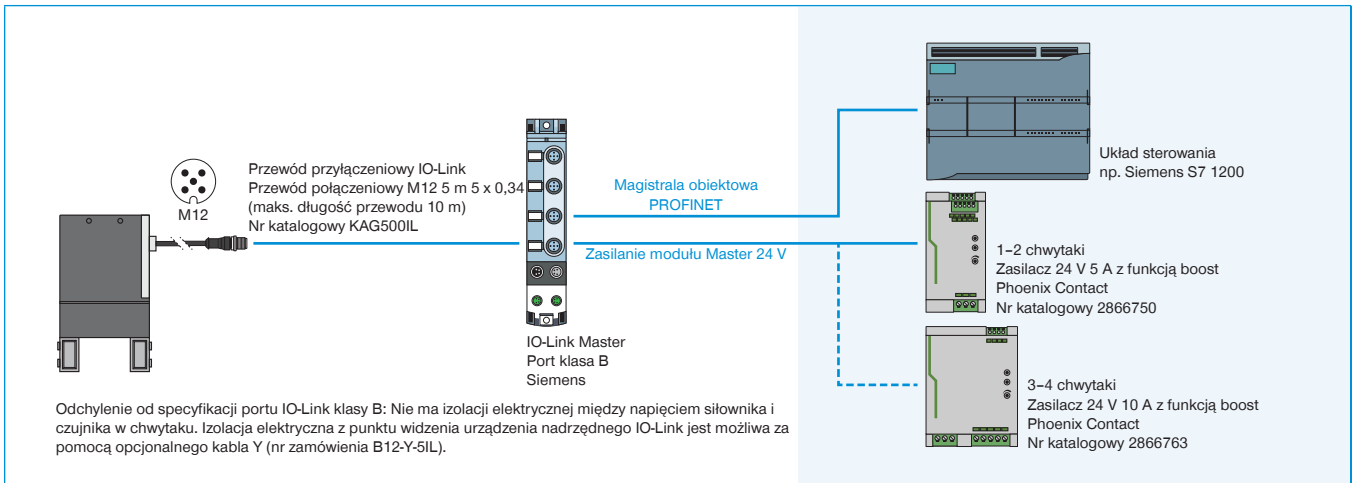 M12
Przewód przyłączeniowy IO-Link
Przewód połączeniowy M12 5 m 5 x 0,34
(maks. długość przewodu 10 m)
Nr katalogowy KAG500IL
IO-Link Master
Port klasa B
Siemens
Magistrala obiektowa
PROFINET
Zasilanie modułu Master 24 V
Układ sterowania
np. Siemens S7 1200
1–2 chwytaki
Zasilacz 24 V 5 A z funkcją boost
Phoenix Contact
Nr katalogowy 2866750
3–4 chwytaki
Zasilacz 24 V 10 A z funkcją boost
Phoenix Contact
Nr katalogowy 2866763
Odchylenie od specyfikacji portu IO-Link klasy B: Nie ma izolacji elektrycznej między napięciem siłownika i
czujnika w chwytaku. Izolacja elektryczna z punktu widzenia urządzenia nadrzędnego IO-Link jest możliwa za
pomocą opcjonalnego kabla Y (nr zamówienia B12-Y-5IL).